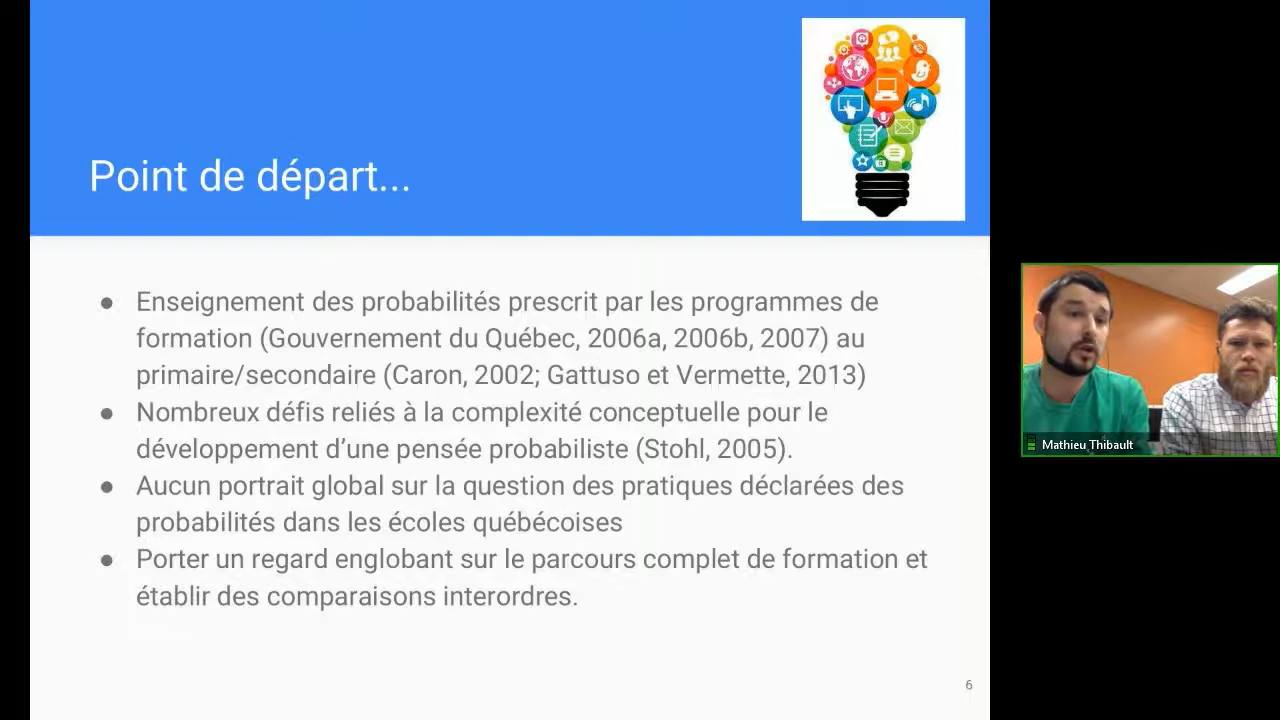 Point de départ...
● Enseignement des probabilités prescrit par les programmes de
formation (Gouvernement du Québec, 2006a, 2006b, 2007) au
primaire/secondaire (Caron, 2002; Gattuso et Vermette, 2013)
● Nombreux défis reliés à la complexité conceptuelle pour le
développement d’une pensée probabiliste (Stohl, 2005).
● Aucun portrait global sur la question des pratiques déclarées des
probabilités dans les écoles québécoises
● Porter un regard englobant sur le parcours complet de formation et
établir des comparaisons interordres.
6
Mathieu Thibault